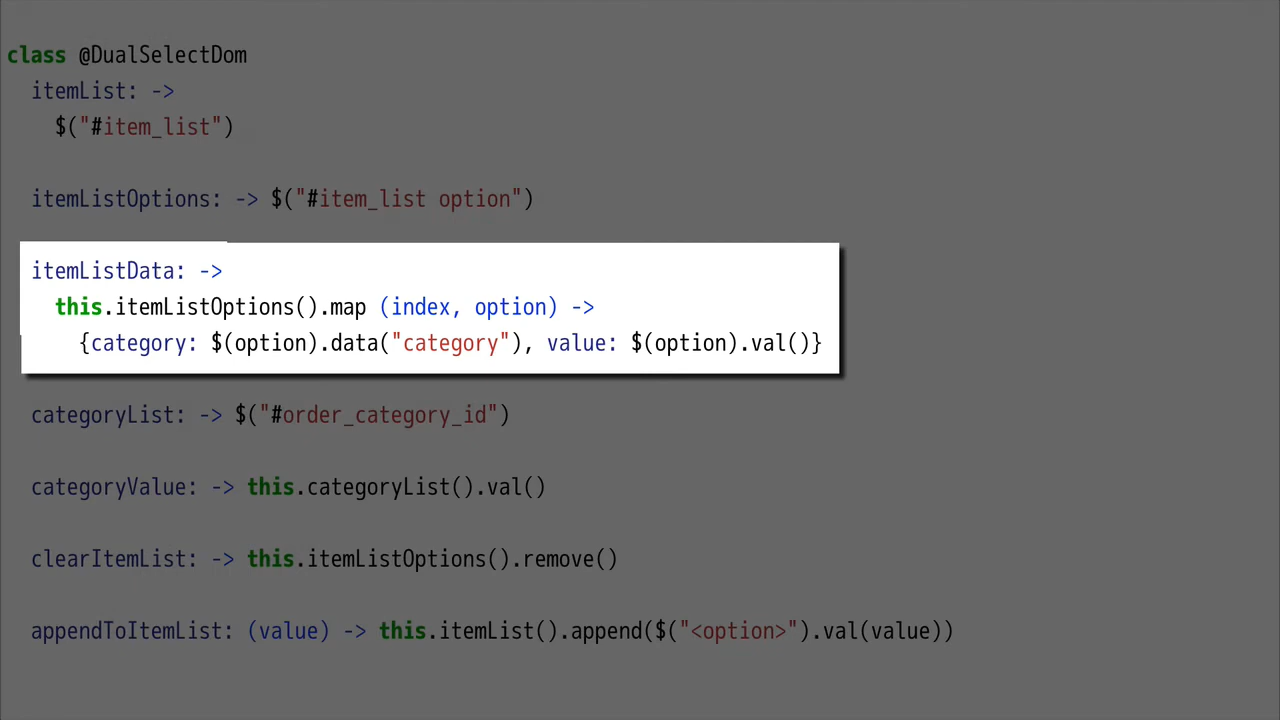 class @DualSelectDom
itemList: ->
$("#item_list")
itemListOptions: -> $("#item_list option")
itemListData: ->
this.itemListOptions().map (index, option) ->
{category: $(option).data("category"), value: $(option).val()}
categoryList: -> $("#order_category_id")
categoryValue: -> this.categoryList().val()
clearItemList: -> this.itemListOptions().remove()
appendToItemList: (value) -> this.itemList().append($("<option>").val(value))